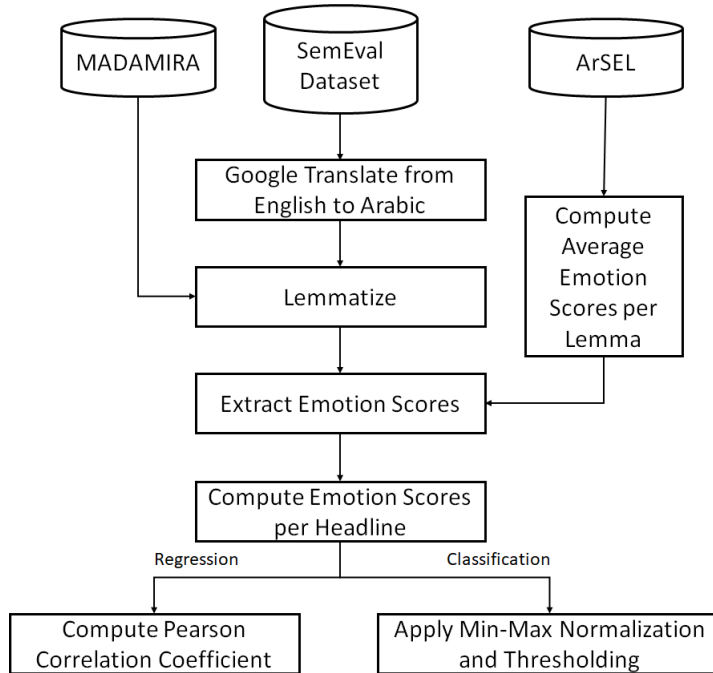 MADAMIRA
SemEval
Dataset
ArSEL
Google Translate from
English to Arabic
Compute
Average
Emotion
Scores per
Lemma
Lemmatize
Extract Emotion Scores
Compute Emotion Scores
per Headline
Regression
Classification
Compute Pearson
Correlation Coefficient
Apply Min-Max Normalization
and Thresholding